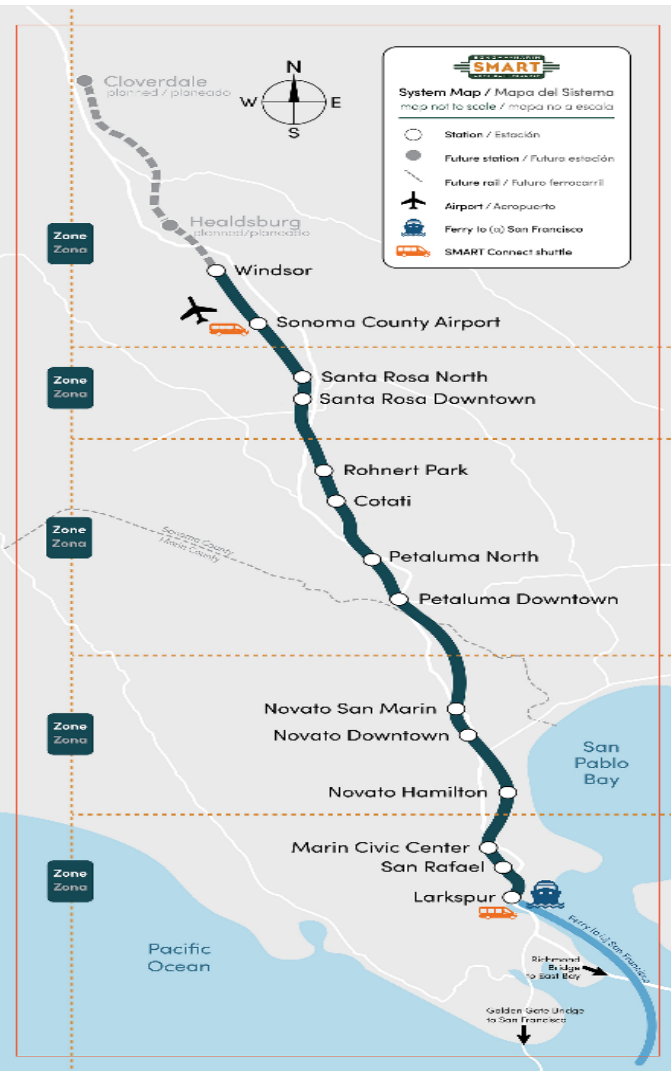 Cloverdale
planned / planeado
N
W
E
S
SMART
System Map / Mapa del Sistema
map not to scale / mapa no a escala
Station / Estación
Future station / Futura estación
Future rail / Futuro ferrocarril
Airport / Aeropuerto
Ferry to (a) San Francisco
SMART Connect shuttle
Healdsburg
planned/planeado
Zone
Zona
Windsor
Sonoma County Airport
Zone
Zona
Santa Rosa North
Santa Rosa Downtown
Rohnert Park
Cotati
Zone
Zona
Sonoma County
Marin County
Petaluma North
Petaluma Downtown
Zone
Zona
Novato San Marin
Novato Downtown
San
Pablo
Bay
Novato Hamilton
Zone
Zona
Marin Civic Center
San Rafael
Larkspur
Ferry to (a) San Francisco
Pacific
Ocean
Richmond
Bridge
to East Bay
Golden Gate Bridge
to San Francisco